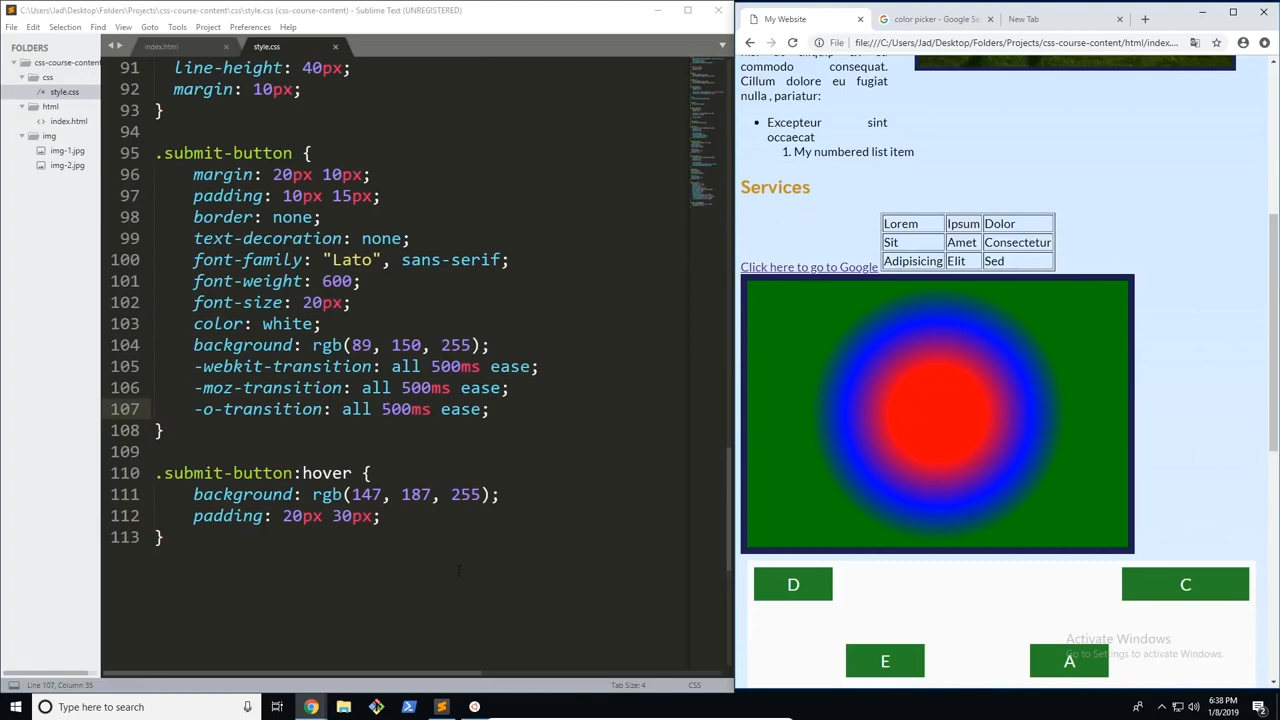 C:\Users\Jad\Desktop\Folders\Projects\css-course-content\css\style.css (css-course-content) - Sublime Text (UNREGISTERED)
File Edit Selection Find View Goto Tools Project Preferences Help
FOLDERS
css-course-content
css
/* style.css
html
index.html
img
img-1.jpg
img-2.jpg
index.html
style.css
91 line-height: 40px;
92 margin: 10px;
93 }
94
95 .submit-button {
96 margin: 20px 10px;
97 padding: 10px 15px;
98 border: none;
99 text-decoration: none;
100 font-family: "Lato", sans-serif;
101 font-weight: 600;
102 font-size: 20px;
103 color: white;
104 background: rgb(89, 150, 255);
105 -webkit-transition: all 500ms ease;
106 -moz-transition: all 500ms ease;
107 -o-transition: all 500ms ease;
108 }
109
110 .submit-button:hover {
111 background: rgb(147, 187, 255);
112 padding: 20px 30px;
113 }
Line 107, Column 35
Tab Size: 4
CSS
My Website
color picker - Google Se
New Tab
File
file:///C:/Users/Jad/Desktop/Folders/Projects/css-course-content/html/index....
commodo consequat.
Cillum dolore eu fugiat
nulla , pariatur:
Excepteur sint
occaecat
1. My numbered list item
Services
Lorem Ipsum Dolor
Sit Amet Consectetur
Adipisicing Elit Sed
Click here to go to Google
D
C
E
A
Activate Windows
Go to Settings to activate Windows.
Type here to search
6:38 PM
1/8/2019
2